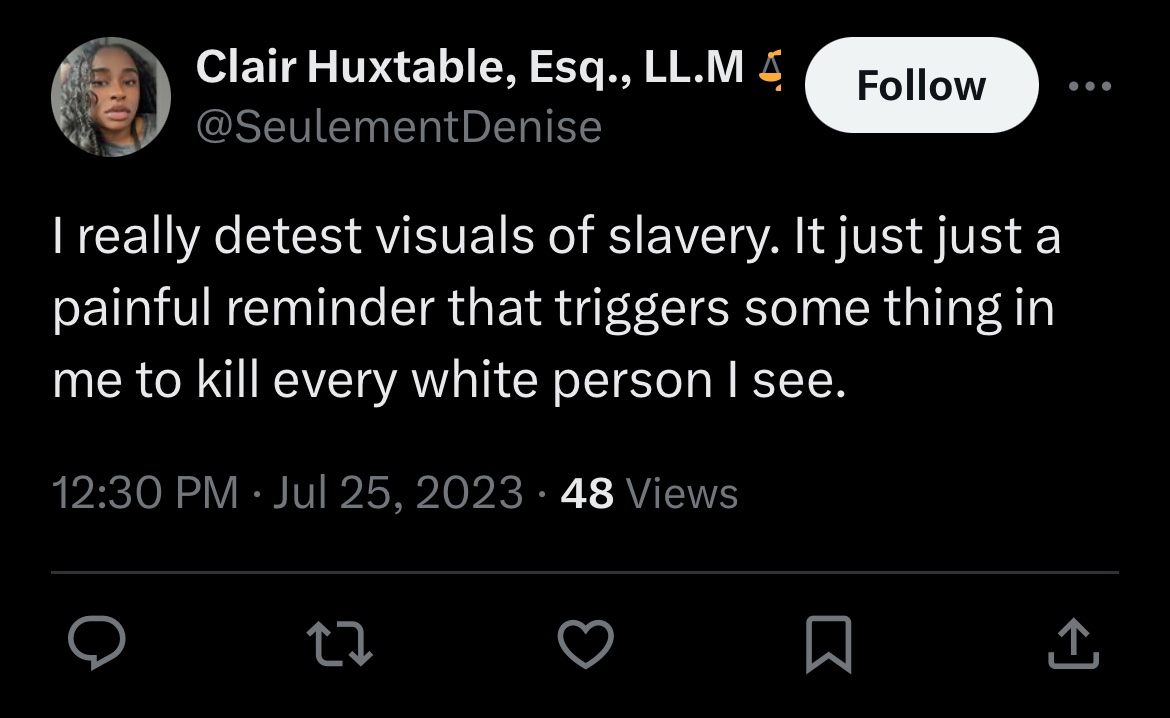 Clair Huxtable, Esq., LL.M
Follow
@SeulementDenise
I really detest visuals of slavery. It just just a
painful reminder that triggers some thing in
me to kill every white person I see.
12:30 PM · Jul 25, 2023 · 48 Views